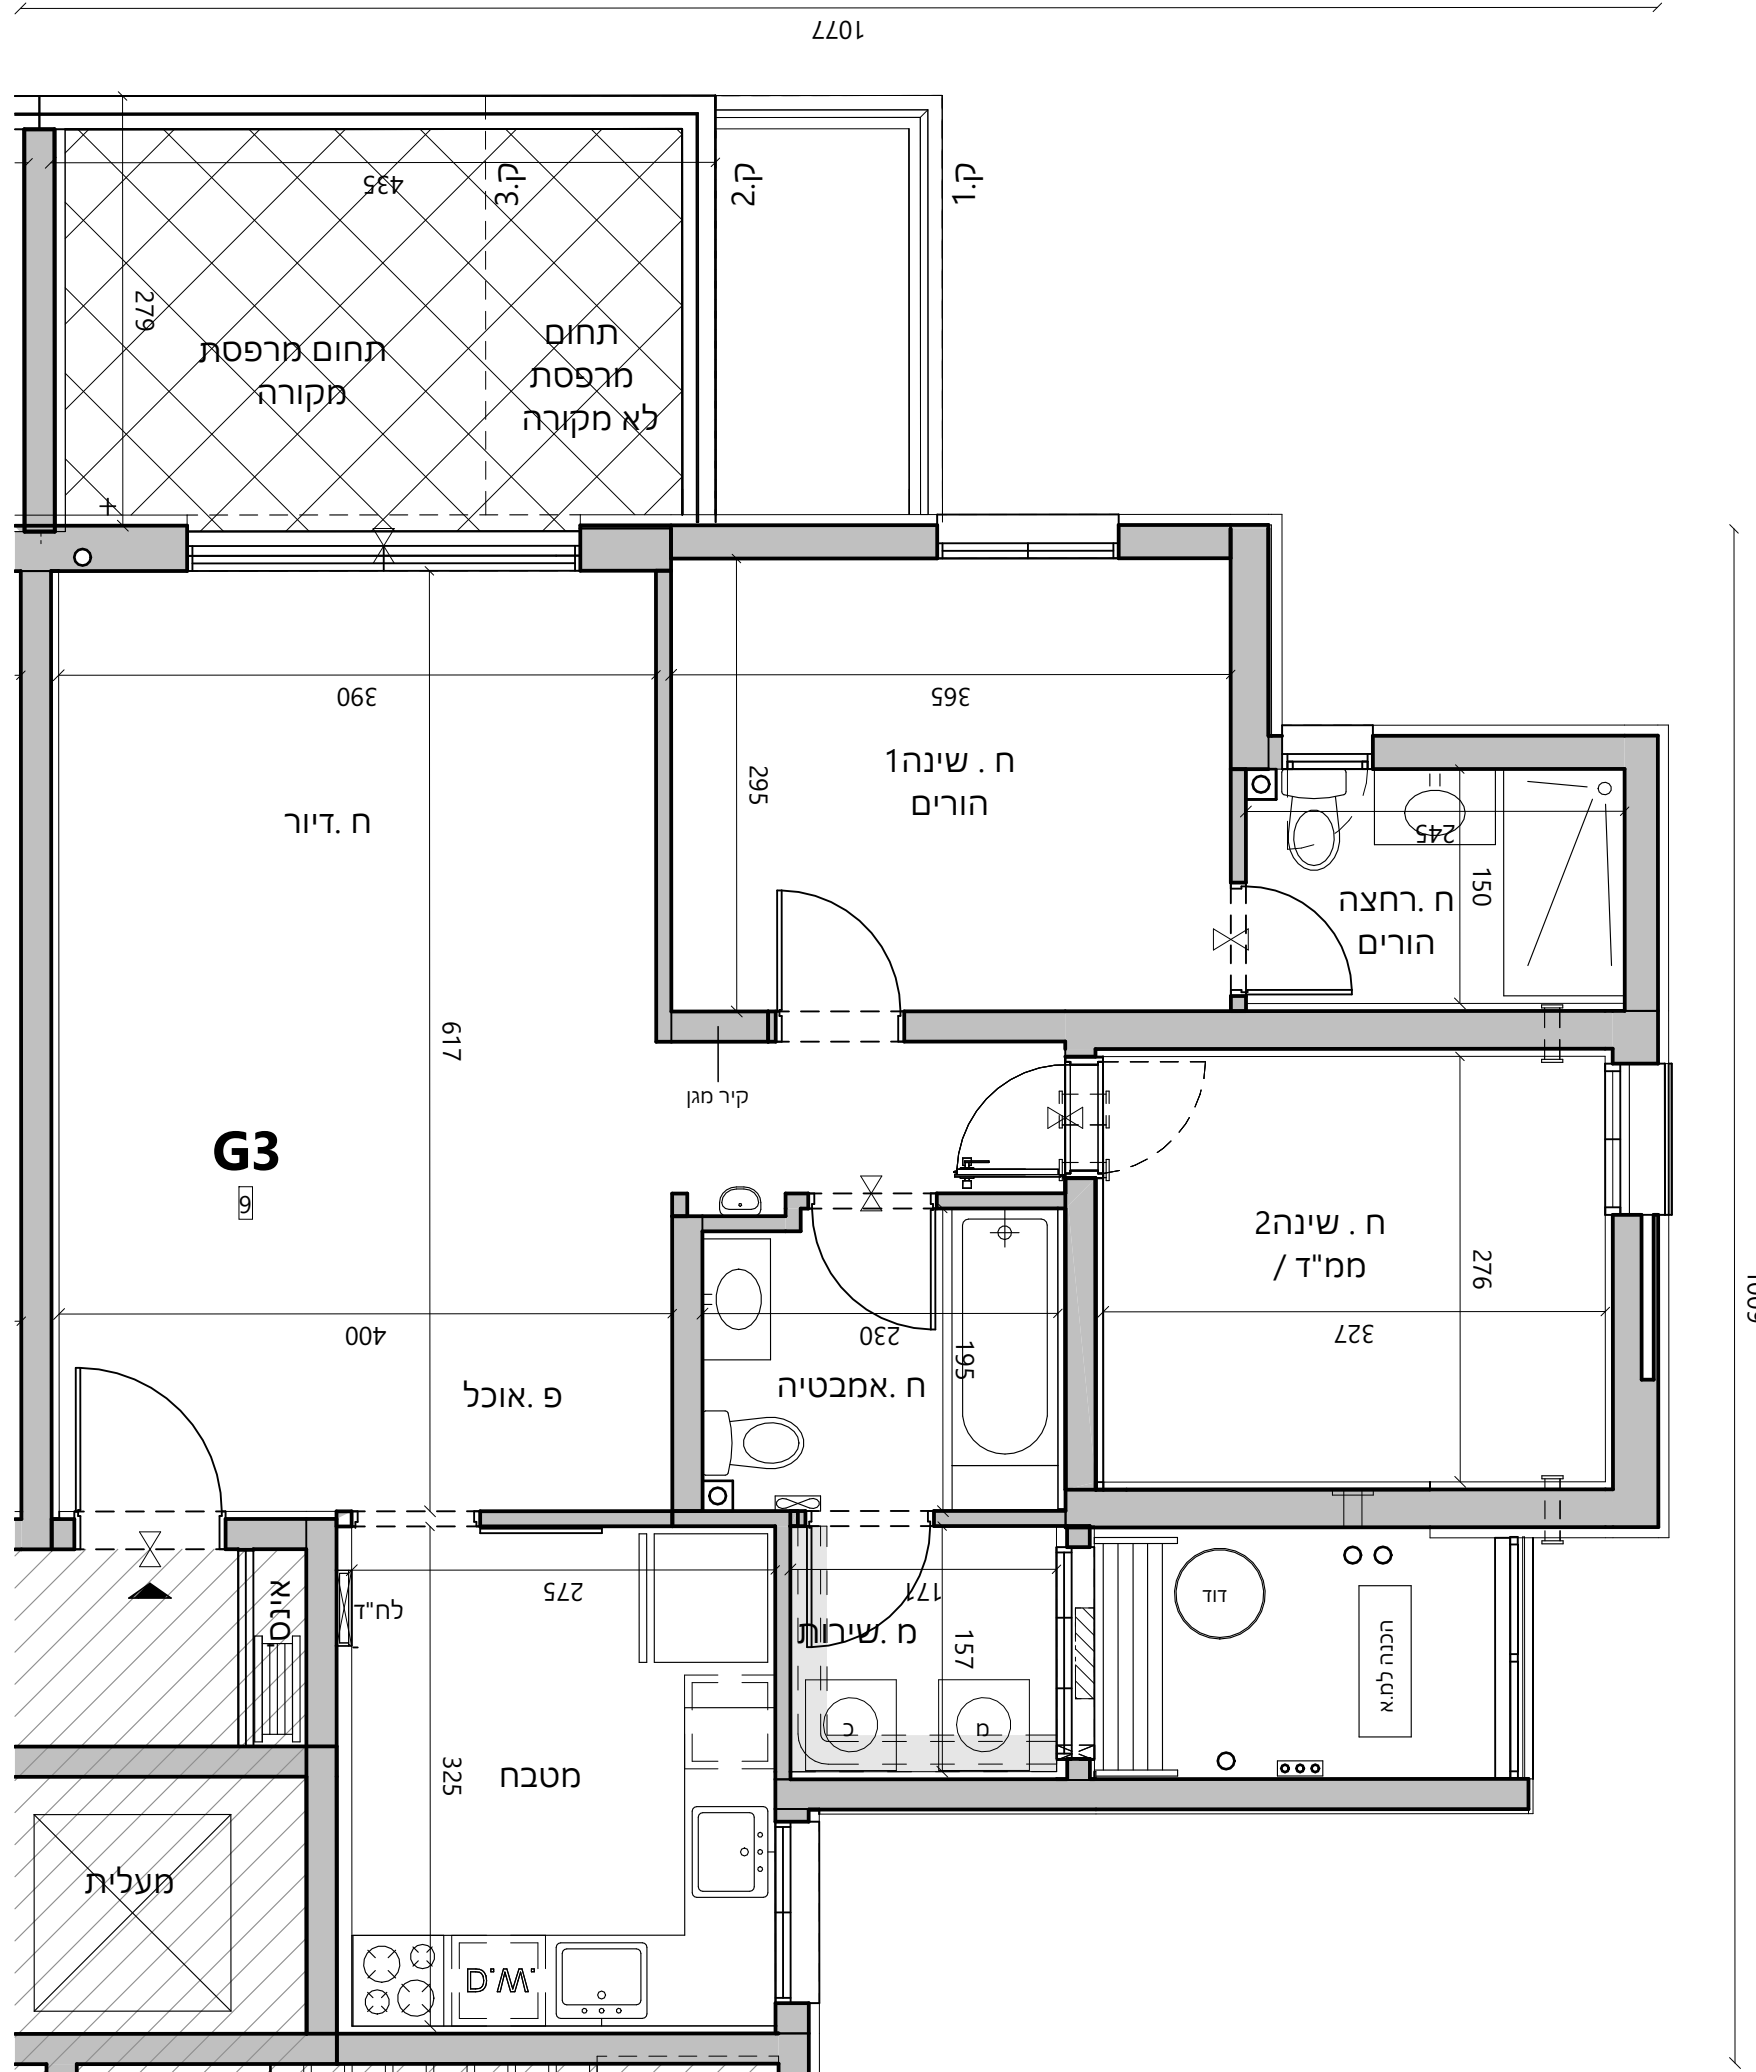 1077
ק.3
ק.2
ק.1
435
279
תחום מרפסת
מקורה
תחום
מרפסת
לא מקורה
390
365
295
ח . שינה1
הורים
ח .דיור
245
150
ח .רחצה
הורים
617
קיר מגן
G3
9
ח . שינה2
ממ"ד /
276
327
1009
400
230
195
ח .אמבטיה
פ .אוכל
275
171
לח"ד
מ .שירות
157
דוד
הכנה למ.א
כ
מ
325
מטבח
מעלית
D.W.